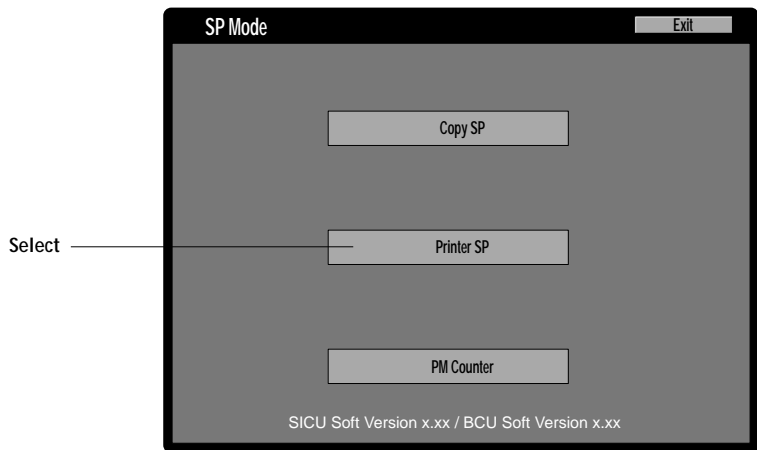 SP Mode Exit
Copy SP
Select Printer SP
PM Counter
SICU Soft Version x.xx / BCU Soft Version x.xx